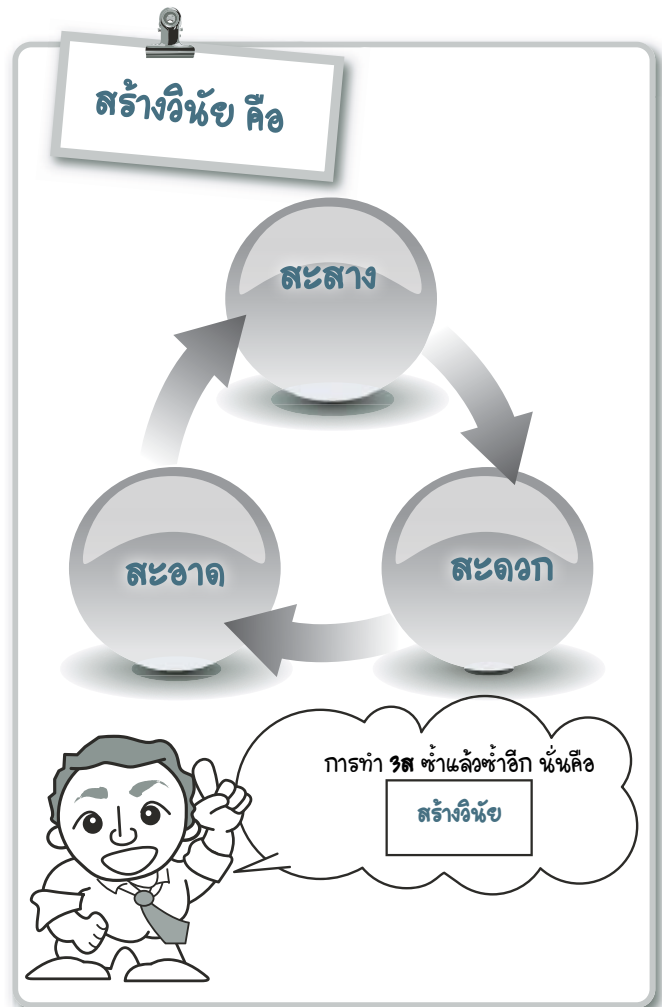 สร้างวินัย คือ
สะสาง
สะอาด
สะดวก
การทำ 3ส ซ้ำแล้วซ้ำอีก นั่นคือ
สร้างวินัย